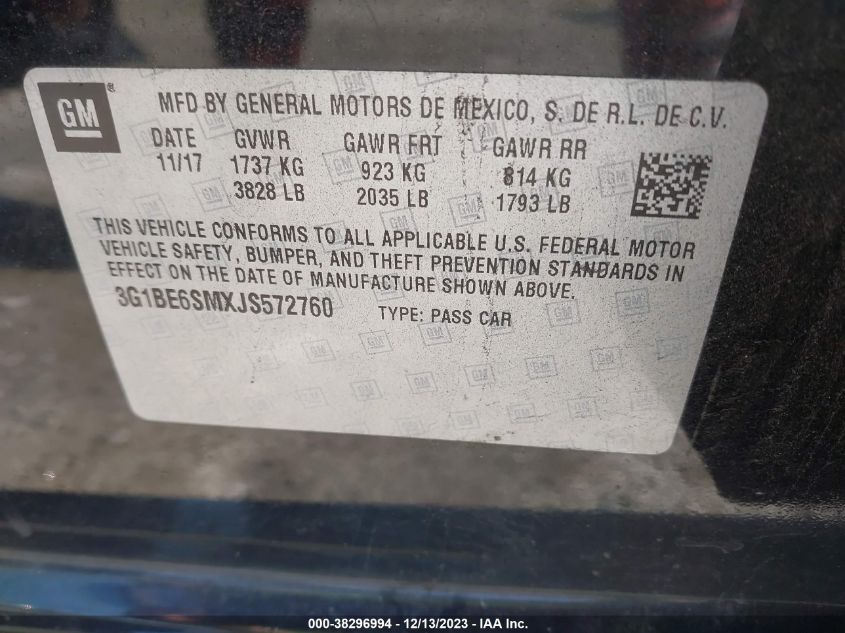 GM ®
MFD BY GENERAL MOTORS DE MEXICO, S. DE R.L. DE C.V.
DATE GVWR GAWR FRT GAWR RR
11/17 1737 KG 923 KG 814 KG
3828 LB 2035 LB 1793 LB
THIS VEHICLE CONFORMS TO ALL APPLICABLE U.S. FEDERAL MOTOR
VEHICLE SAFETY, BUMPER, AND THEFT PREVENTION STANDARDS IN
EFFECT ON THE DATE OF MANUFACTURE SHOWN ABOVE.
3G1BE6SMXJS572760 TYPE: PASS CAR
000-38296994 - 12/13/2023 - IAA Inc.